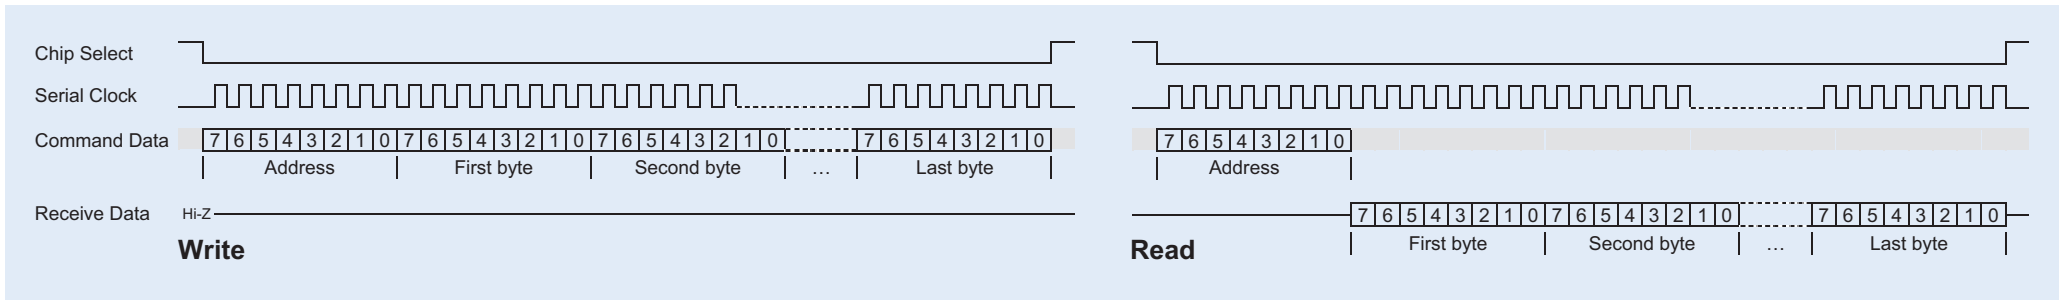 Chip Select
Serial Clock
Command Data 7 6 5 4 3 2 1 0 7 6 5 4 3 2 1 0 7 6 5 4 3 2 1 0 7 6 5 4 3 2 1 0 7 6 5 4 3 2 1 0
Address First byte Second byte ... Last byte Address
Receive Data Hi-Z 7 6 5 4 3 2 1 0 7 6 5 4 3 2 1 0 7 6 5 4 3 2 1 0
Write Read First byte Second byte ... Last byte